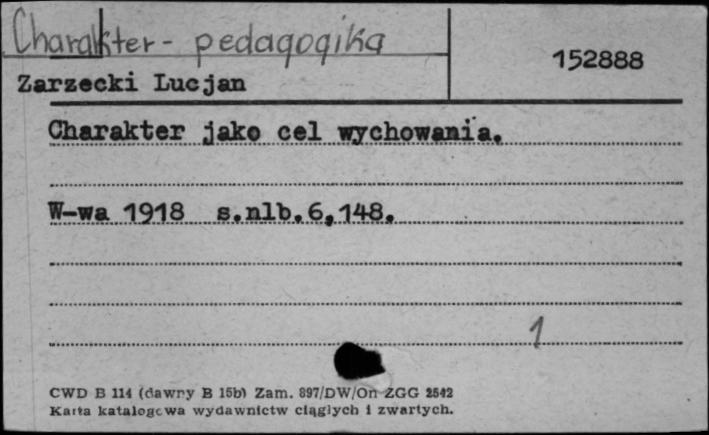 Charakter - pedagogika
152888
Zarzecki Lucjan
Charakter jako cel wychowania.
W-wa 1918 s.nlb.6,148.
1
CWD B 114 (dawny B 15b) Zam. 897/DW/On ZGG 2542
Karta katalogowa wydawnictw ciąglych i zwartych.